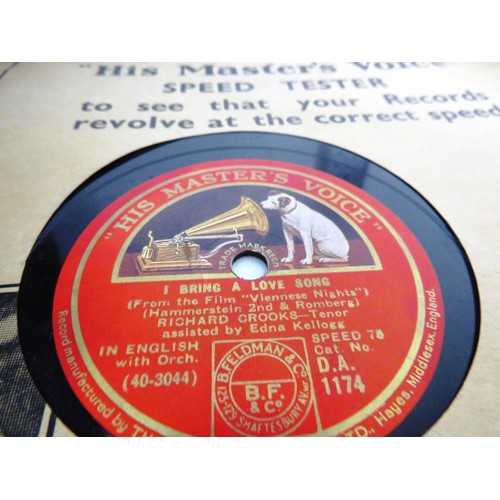 "His Master's Voice"
SPEED TESTER
to see that your Records
revolve at the correct speed
"HIS MASTER'S VOICE"
TRADE MARK REGD
I BRING A LOVE SONG
(From the Film "Viennese Nights")
(Hammerstein 2nd & Romberg)
RICHARD CROOKS—Tenor
assisted by Edna Kellogg
IN ENGLISH
with Orch.
(40-3044)
SPEED 78
Cat. No.
D.A.
1174
B. FELDMAN & CO
B.F.
& Co.
125-129 SHAFTESBURY AV.
Record manufactured by TH
LTD., Hayes, Middlesex, England.